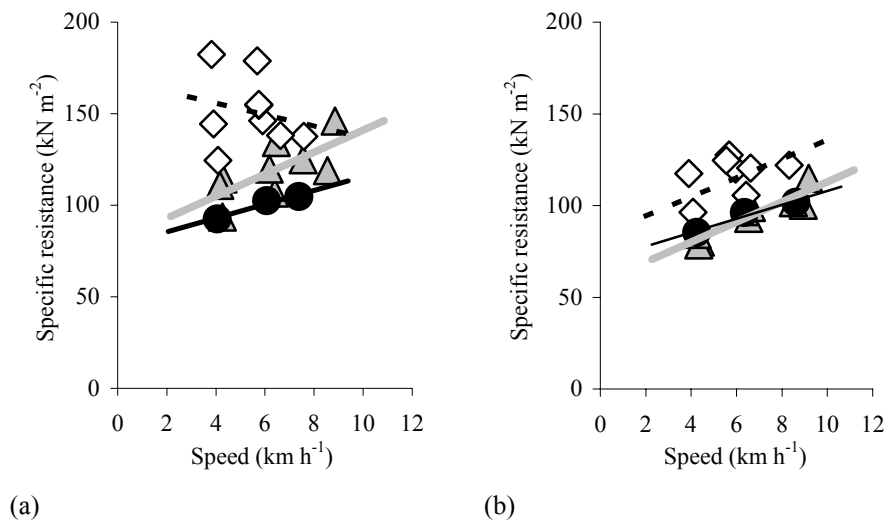 200
150
100
50
0
0 2 4 6 8 10 12
Specific resistance (kN m⁻²)
Speed (km h⁻¹)
(a)
200
150
100
50
0
0 2 4 6 8 10 12
Specific resistance (kN m⁻²)
Speed (km h⁻¹)
(b)